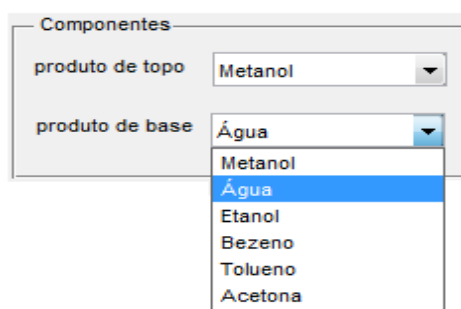 Componentes
produto de topo Metanol
produto de base Água
Metanol
Água
Etanol
Bezeno
Tolueno
Acetona